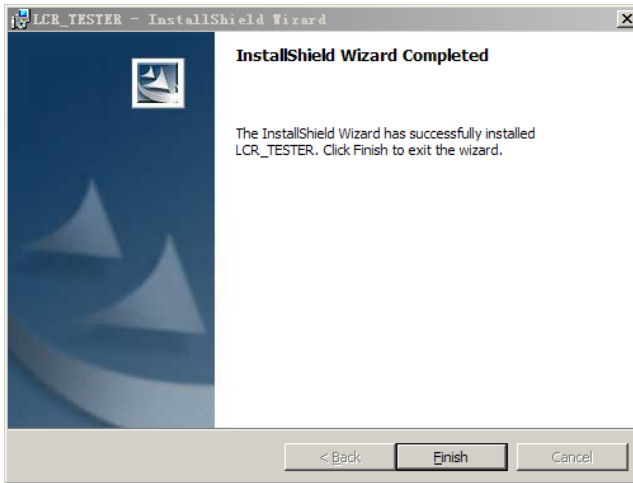 LCR_TESTER - InstallShield Wizard
InstallShield Wizard Completed
The InstallShield Wizard has successfully installed
LCR_TESTER. Click Finish to exit the wizard.
< Back
Finish
Cancel